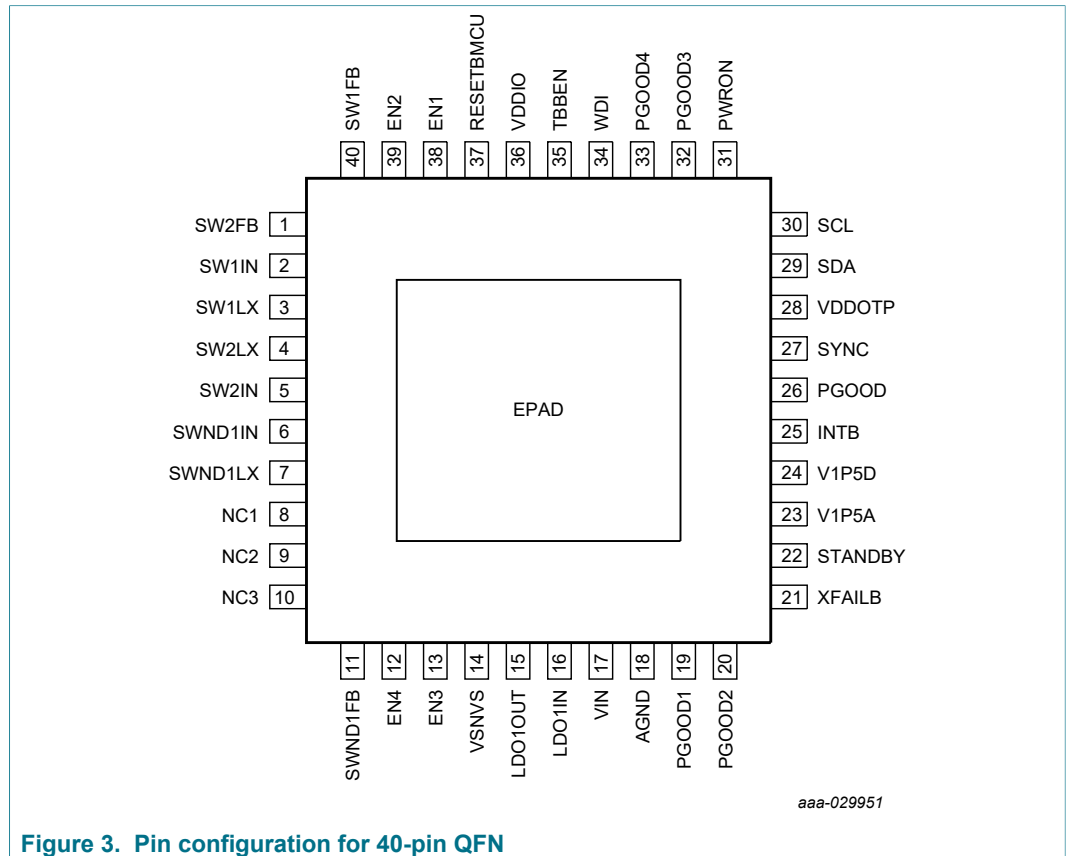 SW1FB
EN2
EN1
RESETBMCU
VDDIO
TBBEN
WDI
PGOOD4
PGOOD3
PWRON
40
39
38
37
36
35
34
33
32
31
SW2FB 1
30 SCL
SW1IN 2
29 SDA
SW1LX 3
28 VDDOTP
SW2LX 4
27 SYNC
SW2IN 5
26 PGOOD
EPAD
SWND1IN 6
25 INTB
SWND1LX 7
24 V1P5D
NC1 8
23 V1P5A
NC2 9
22 STANDBY
NC3 10
21 XFAILB
11
12
13
14
15
16
17
18
19
20
SWND1FB
EN4
EN3
VSNVS
LDO1OUT
LDO1IN
VIN
AGND
PGOOD1
PGOOD2
aaa-029951
Figure 3. Pin configuration for 40-pin QFN